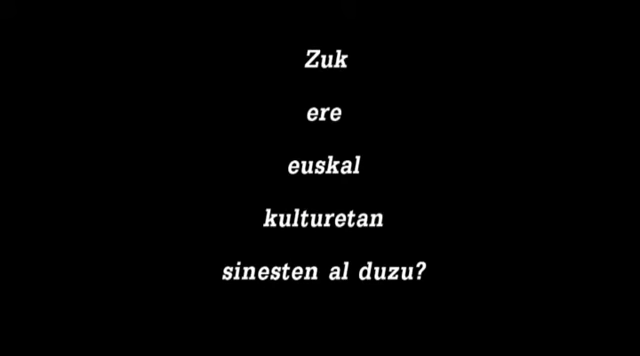 Zuk
ere
euskal
kulturetan
sinesten al duzu?